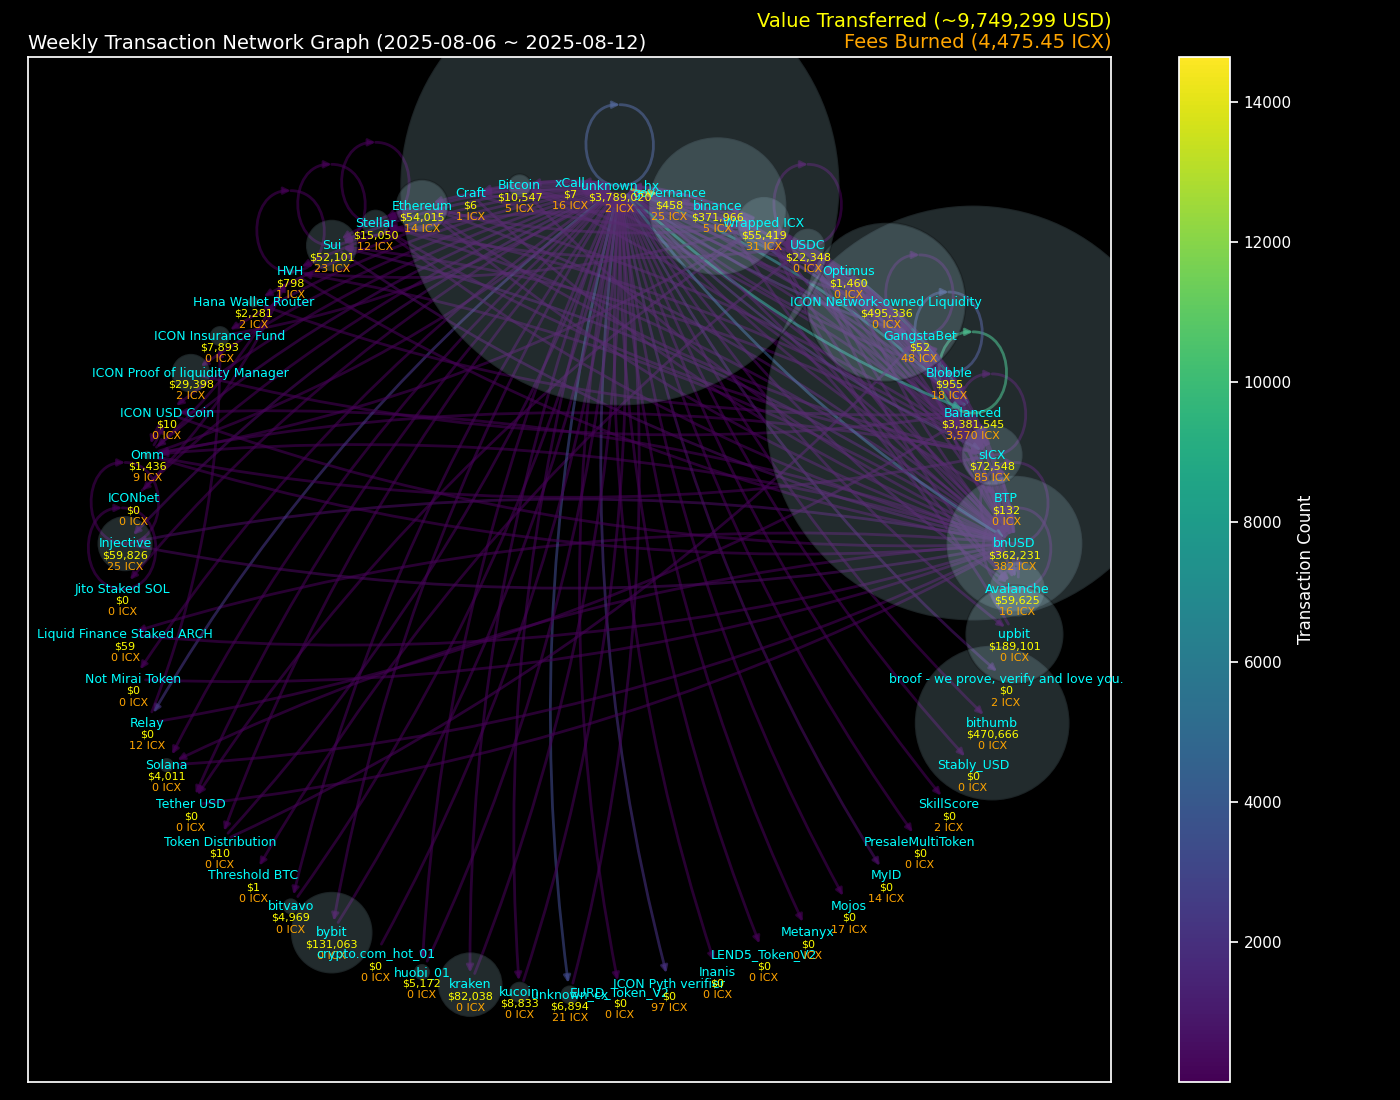 Value Transferred (~9,749,299 USD)
Weekly Transaction Network Graph (2025-08-06 ~ 2025-08-12)
Fees Burned (4,475.45 ICX)
unknown_hx
$3,789,020
2 ICX
xCall
$7
16 ICX
Bitcoin
$10,547
5 ICX
Craft
$6
1 ICX
Ethereum
$54,015
14 ICX
Stellar
$15,050
12 ICX
Sui
$52,101
23 ICX
HVH
$798
1 ICX
Hana Wallet Router
$2,281
2 ICX
ICON Insurance Fund
$7,893
0 ICX
ICON Proof of liquidity Manager
$29,398
2 ICX
ICON USD Coin
$10
0 ICX
Omm
$1,436
9 ICX
ICONbet
$0
0 ICX
Injective
$59,826
25 ICX
Jito Staked SOL
$0
0 ICX
Liquid Finance Staked ARCH
$59
0 ICX
Not Mirai Token
$0
0 ICX
Relay
$0
12 ICX
Solana
$4,011
0 ICX
Tether USD
$0
0 ICX
Token Distribution
$10
0 ICX
Threshold BTC
$1
0 ICX
bitvavo
$4,969
0 ICX
bybit
$131,063
0 ICX
crypto.com_hot_01
$0
0 ICX
huobi_01
$5,172
0 ICX
kraken
$82,038
0 ICX
kucoin
$8,833
0 ICX
unknown_cx
$6,894
21 ICX
EURD_Token_V2
$0
0 ICX
ICON Pyth verifier
$0
97 ICX
Inanis
$0
0 ICX
LEND5_Token_V2
$0
0 ICX
Metanyx
$0
0 ICX
Mojos
$0
17 ICX
MyID
$0
14 ICX
PresaleMultiToken
$0
0 ICX
SkillScore
$0
2 ICX
Stably_USD
$0
0 ICX
bithumb
$470,666
0 ICX
broof - we prove, verify and love you.
$0
2 ICX
upbit
$189,101
0 ICX
Avalanche
$59,625
16 ICX
bnUSD
$362,231
382 ICX
BTP
$132
0 ICX
sICX
$72,548
85 ICX
Balanced
$3,381,545
3,570 ICX
Blobble
$955
18 ICX
GangstaBet
$52
48 ICX
ICON Network-owned Liquidity
$495,336
0 ICX
Optimus
$1,460
0 ICX
USDC
$22,348
0 ICX
wrapped ICX
$55,419
31 ICX
binance
$371,966
5 ICX
governance
$458
25 ICX
14000
12000
10000
8000
6000
4000
2000
Transaction Count